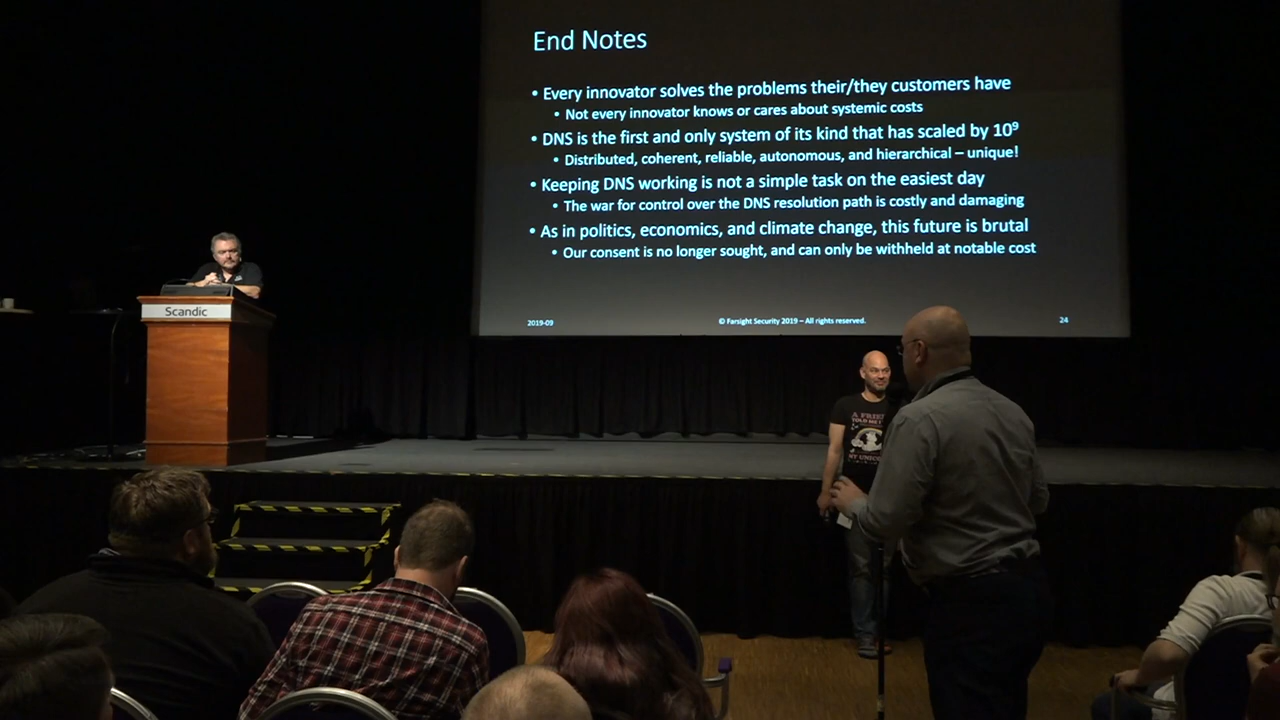 End Notes
• Every innovator solves the problems their/they customers have
• Not every innovator knows or cares about systemic costs
• DNS is the first and only system of its kind that has scaled by 10⁹
• Distributed, coherent, reliable, autonomous, and hierarchical – unique!
• Keeping DNS working is not a simple task on the easiest day
• The war for control over the DNS resolution path is costly and damaging
• As in politics, economics, and climate change, this future is brutal
• Our consent is no longer sought, and can only be withheld at notable cost
2019-09
© Farsight Security 2019 – All rights reserved.
24
Scandic
A FRIE
TOLD ME I
MY UNICO